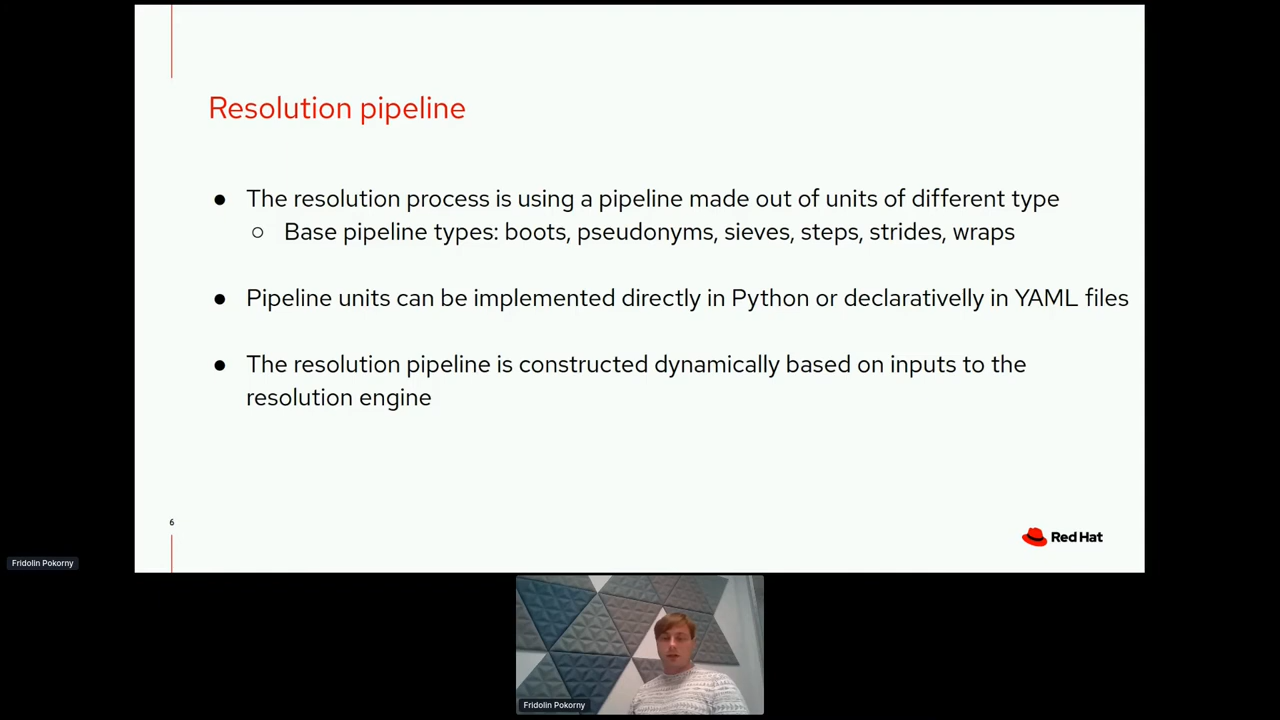 Resolution pipeline
● The resolution process is using a pipeline made out of units of different type
○ Base pipeline types: boots, pseudonyms, sieves, steps, strides, wraps
● Pipeline units can be implemented directly in Python or declarativelly in YAML files
● The resolution pipeline is constructed dynamically based on inputs to the
resolution engine
6
Red Hat
Fridolin Pokorny
Fridolin Pokorny